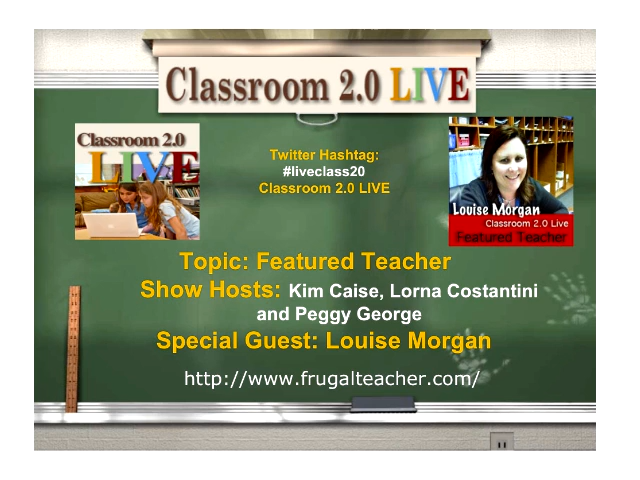 Classroom 2.0 LIVE
Classroom 2.0
LIVE
Twitter Hashtag:
#liveclass20
Classroom 2.0 LIVE
Louise Morgan
Classroom 2.0 Live
Featured Teacher
Topic: Featured Teacher
Show Hosts: Kim Caise, Lorna Costantini
and Peggy George
Special Guest: Louise Morgan
http://www.frugalteacher.com/